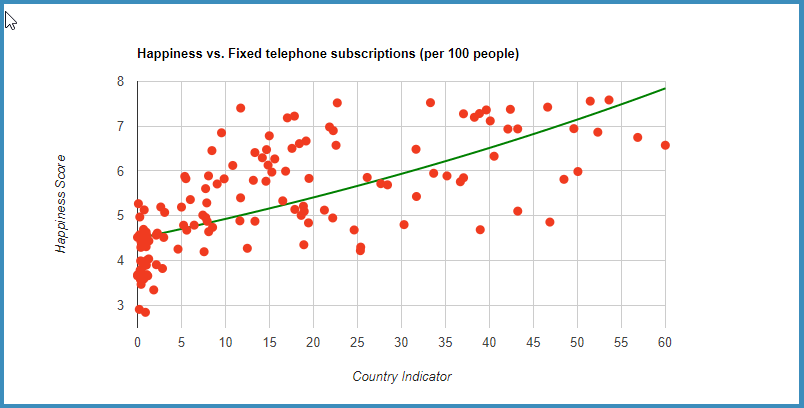 Happiness vs. Fixed telephone subscriptions (per 100 people)
8
7
6
5
4
3
Happiness Score
0 5 10 15 20 25 30 35 40 45 50 55 60
Country Indicator